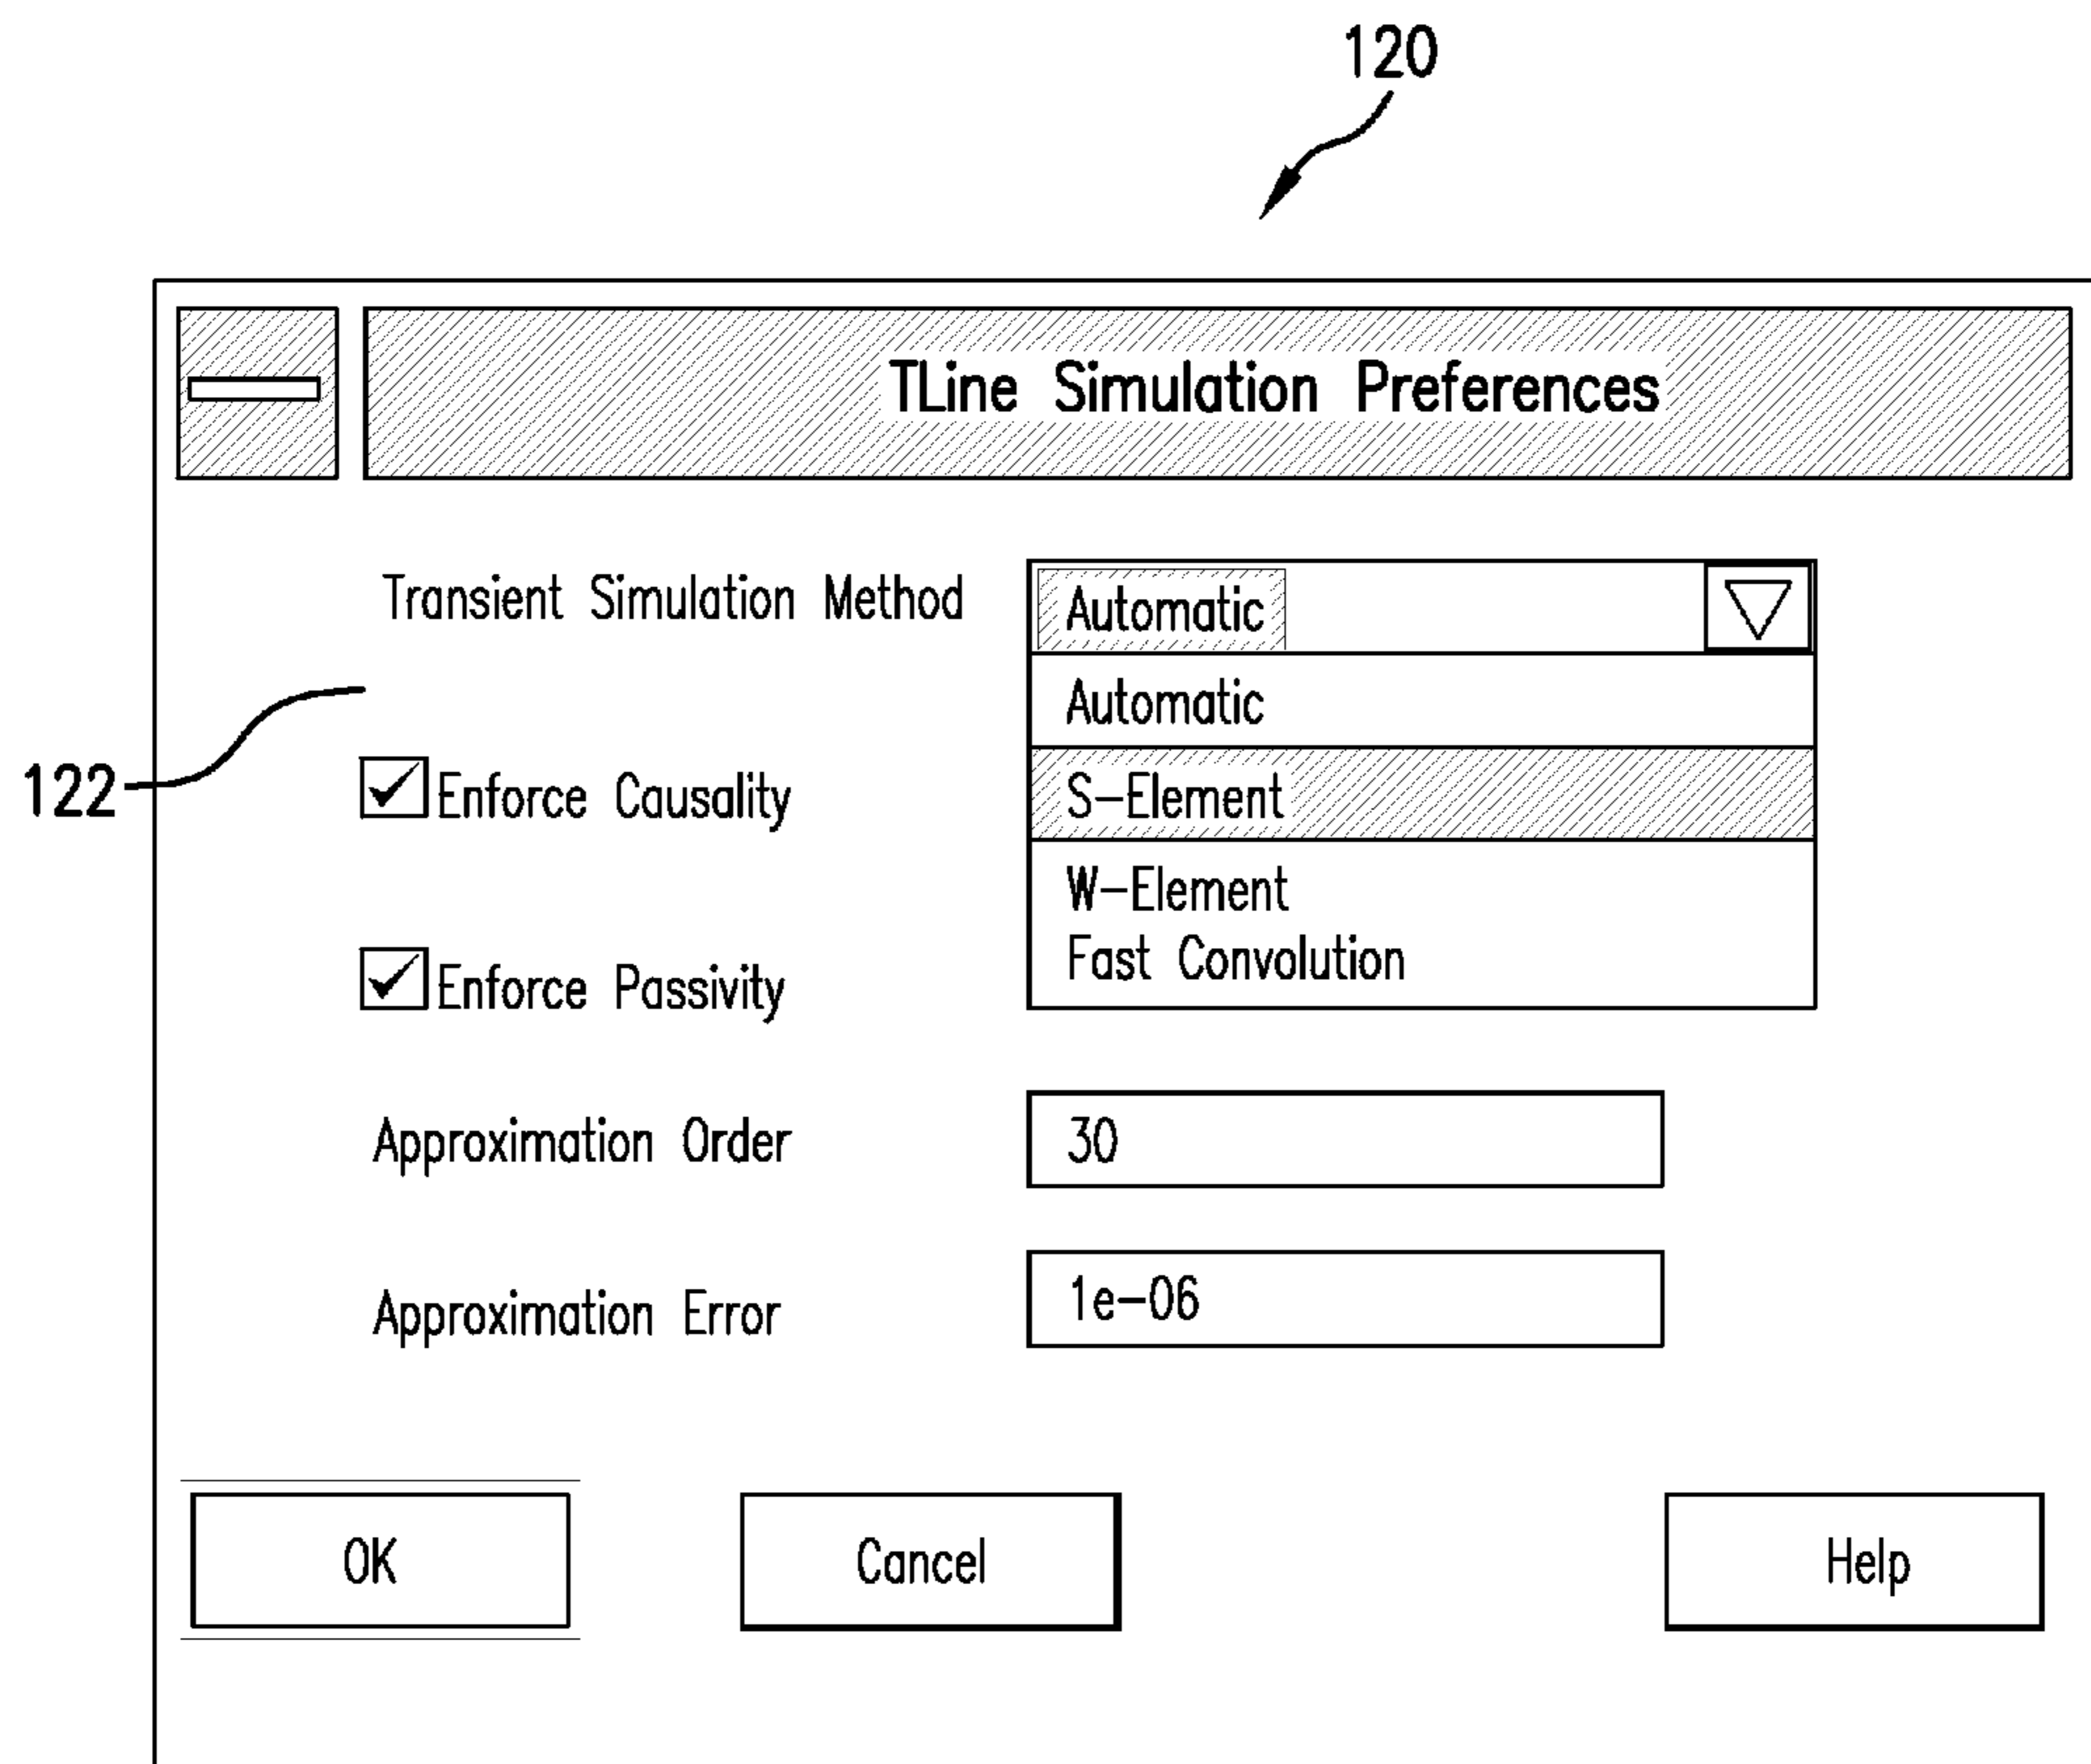 120
TLine Simulation Preferences
Transient Simulation Method
Automatic
Automatic
S-Element
W-Element
Fast Convolution
122
Enforce Causality
Enforce Passivity
Approximation Order
30
Approximation Error
1e-06
OK
Cancel
Help